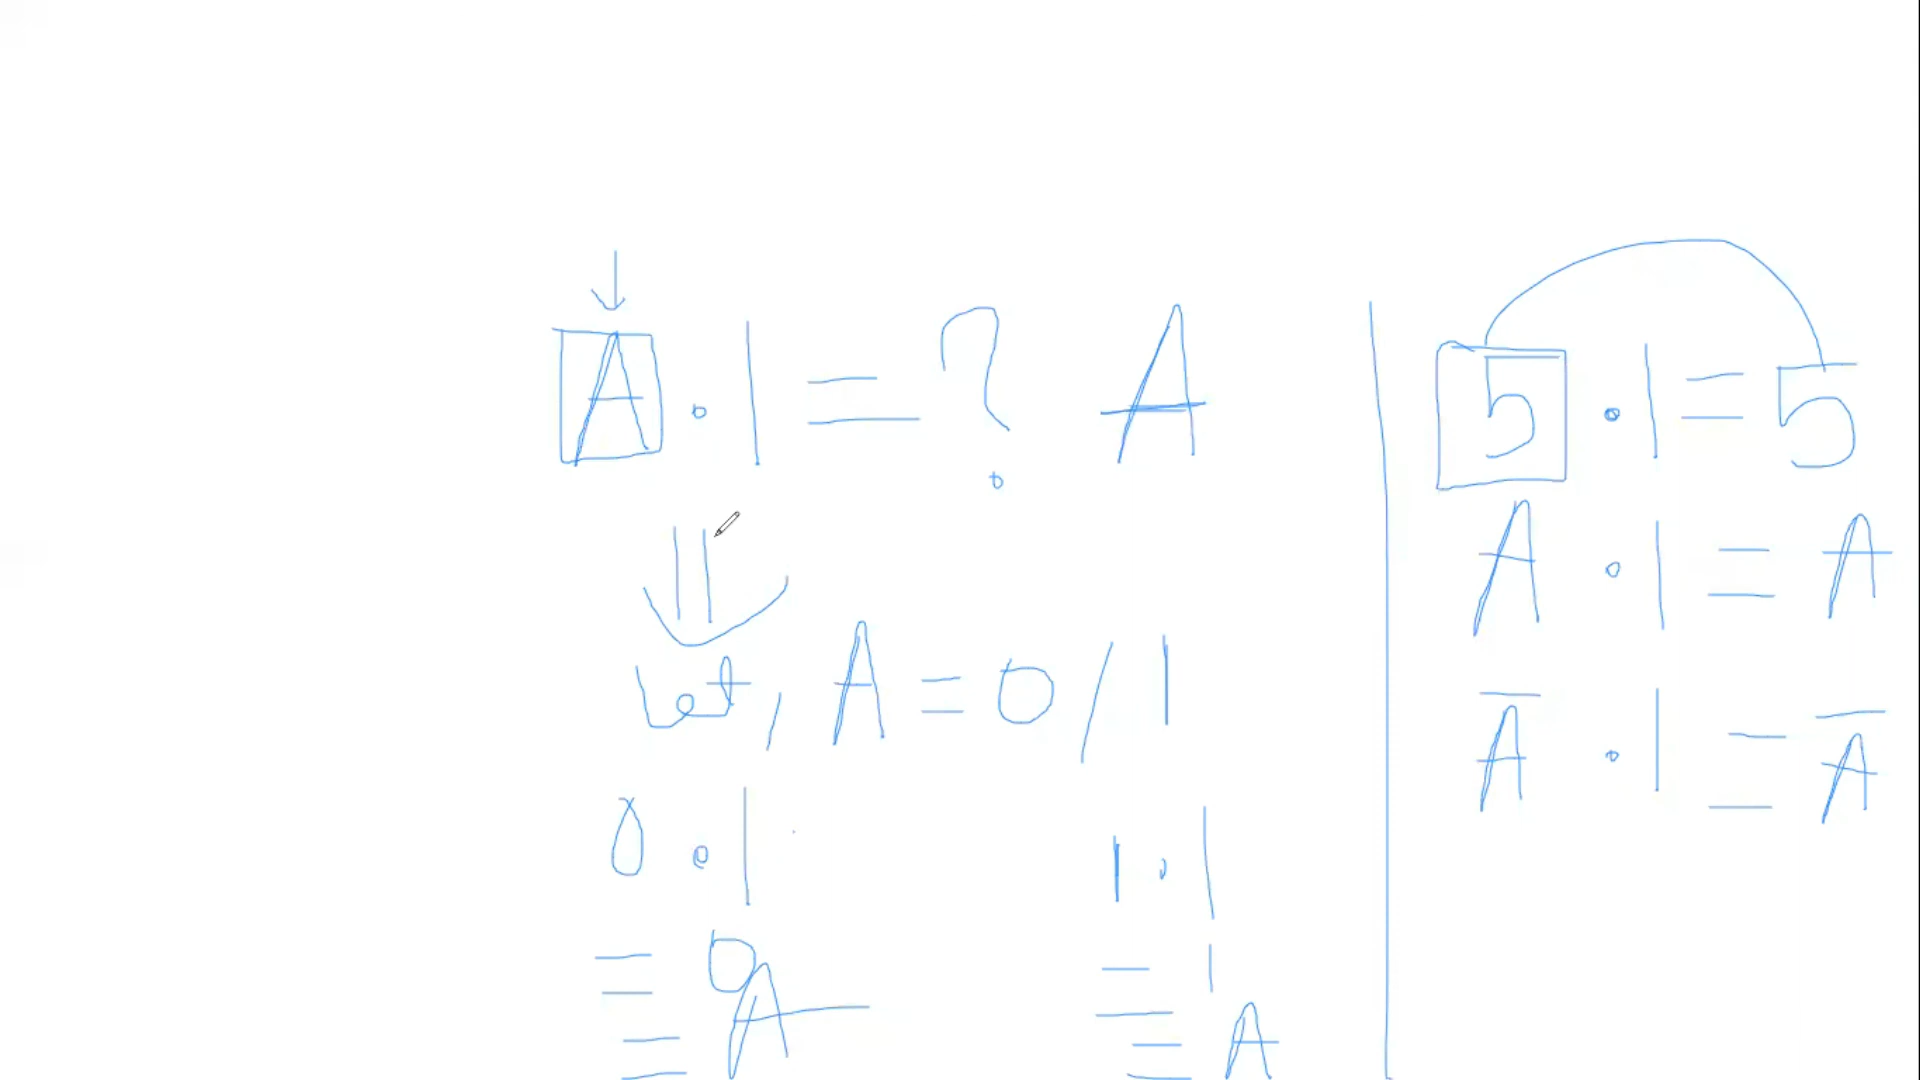 A . 1 = ? A
let, A = 0 / 1
0 . 1
= 0
= A
1 . 1
= 1
= A
5 . 1 = 5
A . 1 = A
A̅ . 1 = A̅